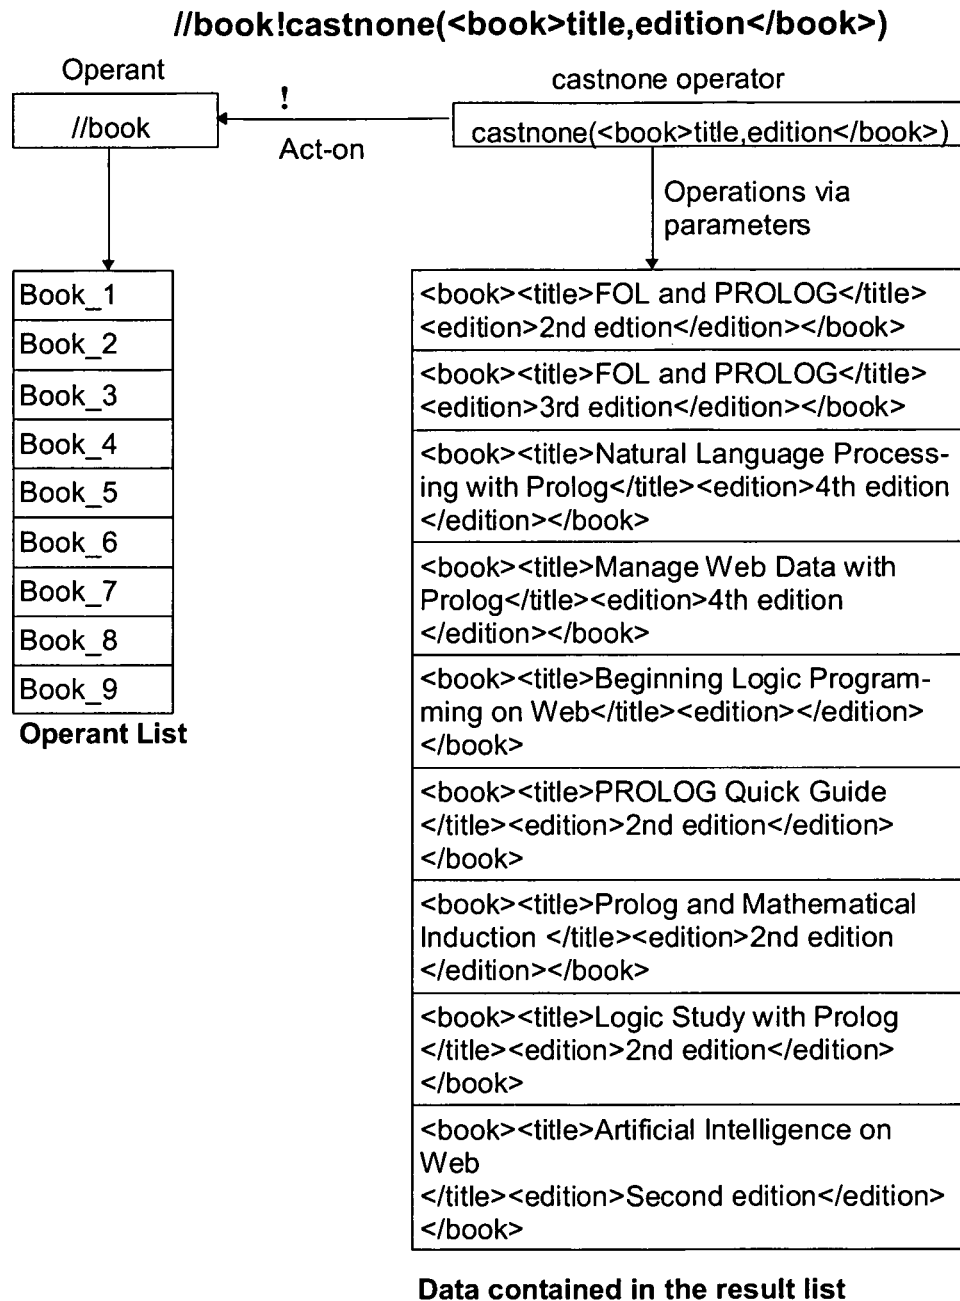 //book!castnone(<book>title,edition</book>)
Operant
castnone operator
!
//book
castnone(<book>title,edition</book>)
Act-on
Operations via
parameters
Book_1
Book_2
Book_3
Book_4
Book_5
Book_6
Book_7
Book_8
Book_9
Operant List
<book><title>FOL and PROLOG</title>
<edition>2nd edtion</edition></book>
<book><title>FOL and PROLOG</title>
<edition>3rd edition</edition></book>
<book><title>Natural Language Process-
ing with Prolog</title><edition>4th edition
</edition></book>
<book><title>Manage Web Data with
Prolog</title><edition>4th edition
</edition></book>
<book><title>Beginning Logic Program-
ming on Web</title><edition></edition>
</book>
<book><title>PROLOG Quick Guide
</title><edition>2nd edition</edition>
</book>
<book><title>Prolog and Mathematical
Induction </title><edition>2nd edition
</edition></book>
<book><title>Logic Study with Prolog
</title><edition>2nd edition</edition>
</book>
<book><title>Artificial Intelligence on
Web
</title><edition>Second edition</edition>
</book>
Data contained in the result list